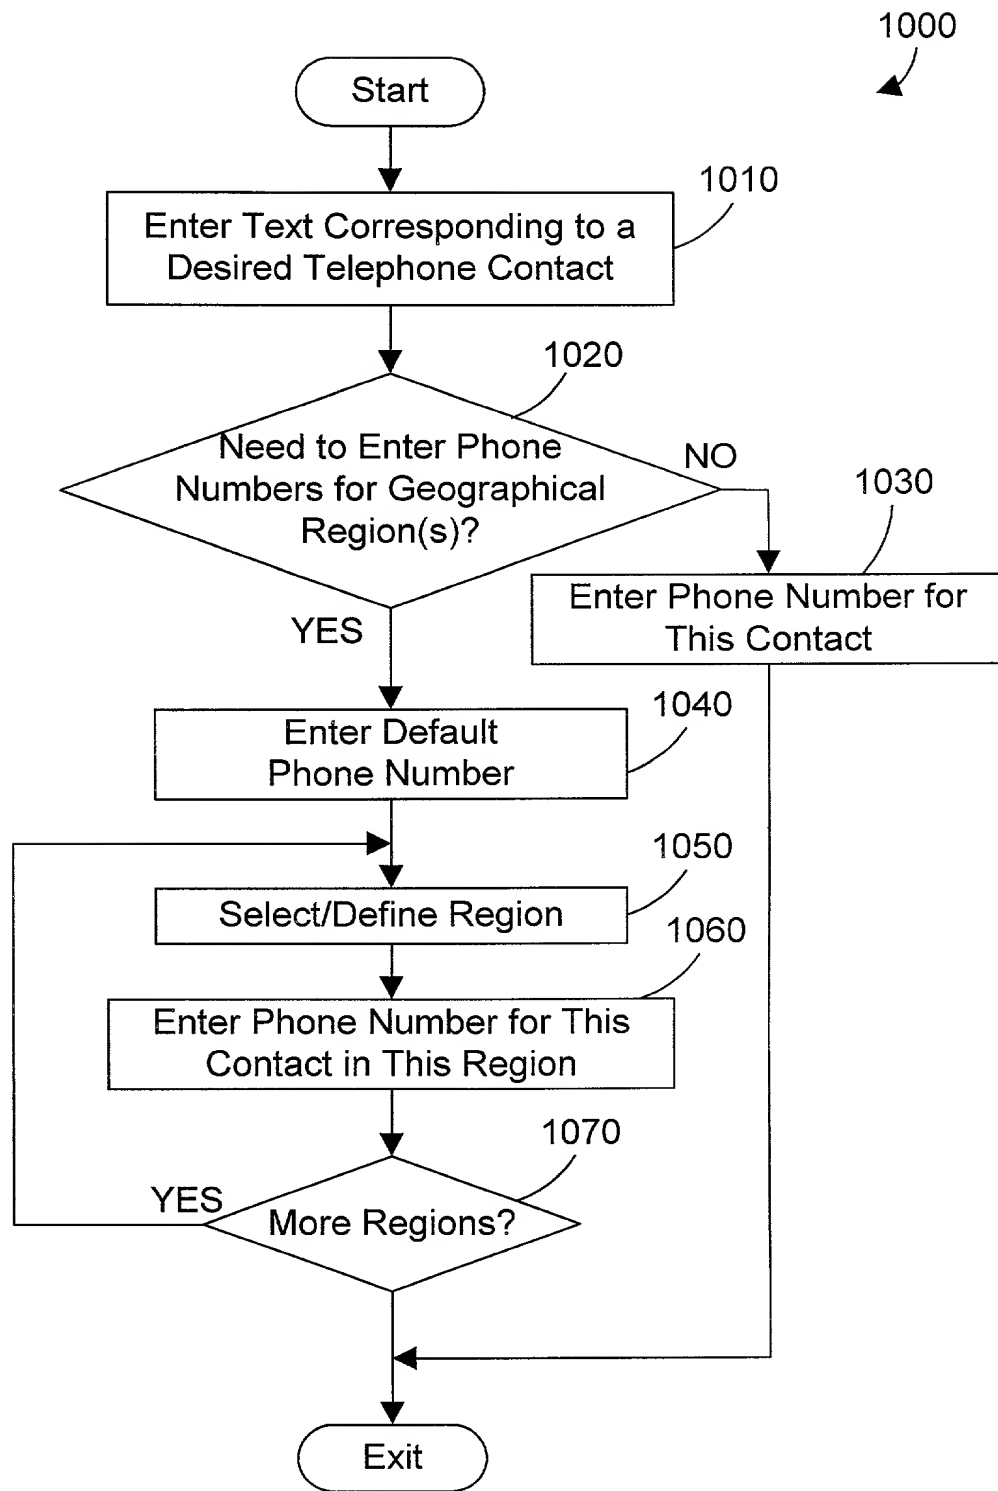 1000
Start
1010
Enter Text Corresponding to a
Desired Telephone Contact
1020
Need to Enter Phone
Numbers for Geographical
Region(s)?
NO
1030
Enter Phone Number for
This Contact
YES
1040
Enter Default
Phone Number
1050
Select/Define Region
1060
Enter Phone Number for This
Contact in This Region
1070
YES
More Regions?
Exit